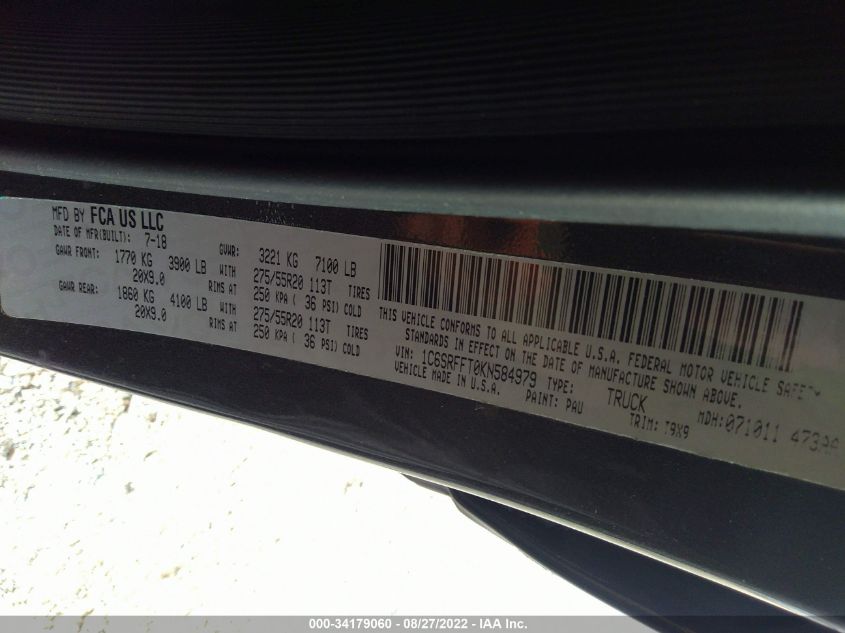 MFD BY FCA US LLC
DATE OF MFR(BUILT): 7-18
GVWR: 3221 KG 7100 LB
GAWR FRONT: 1770 KG 3900 LB WITH 275/55R20 113T TIRES
20X9.0 RIMS AT 250 KPA ( 36 PSI) COLD
GAWR REAR: 1860 KG 4100 LB WITH 275/55R20 113T TIRES
20X9.0 RIMS AT 250 KPA ( 36 PSI) COLD
THIS VEHICLE CONFORMS TO ALL APPLICABLE U.S.A. FEDERAL MOTOR VEHICLE SAFETY
STANDARDS IN EFFECT ON THE DATE OF MANUFACTURE SHOWN ABOVE.
VIN: 1C6SRFFT0KN584979 TYPE: TRUCK MDH: 071011 473AA
VEHICLE MADE IN U.S.A. PAINT: PAU TRIM: T9X9
000-34179060 - 08/27/2022 - IAA Inc.